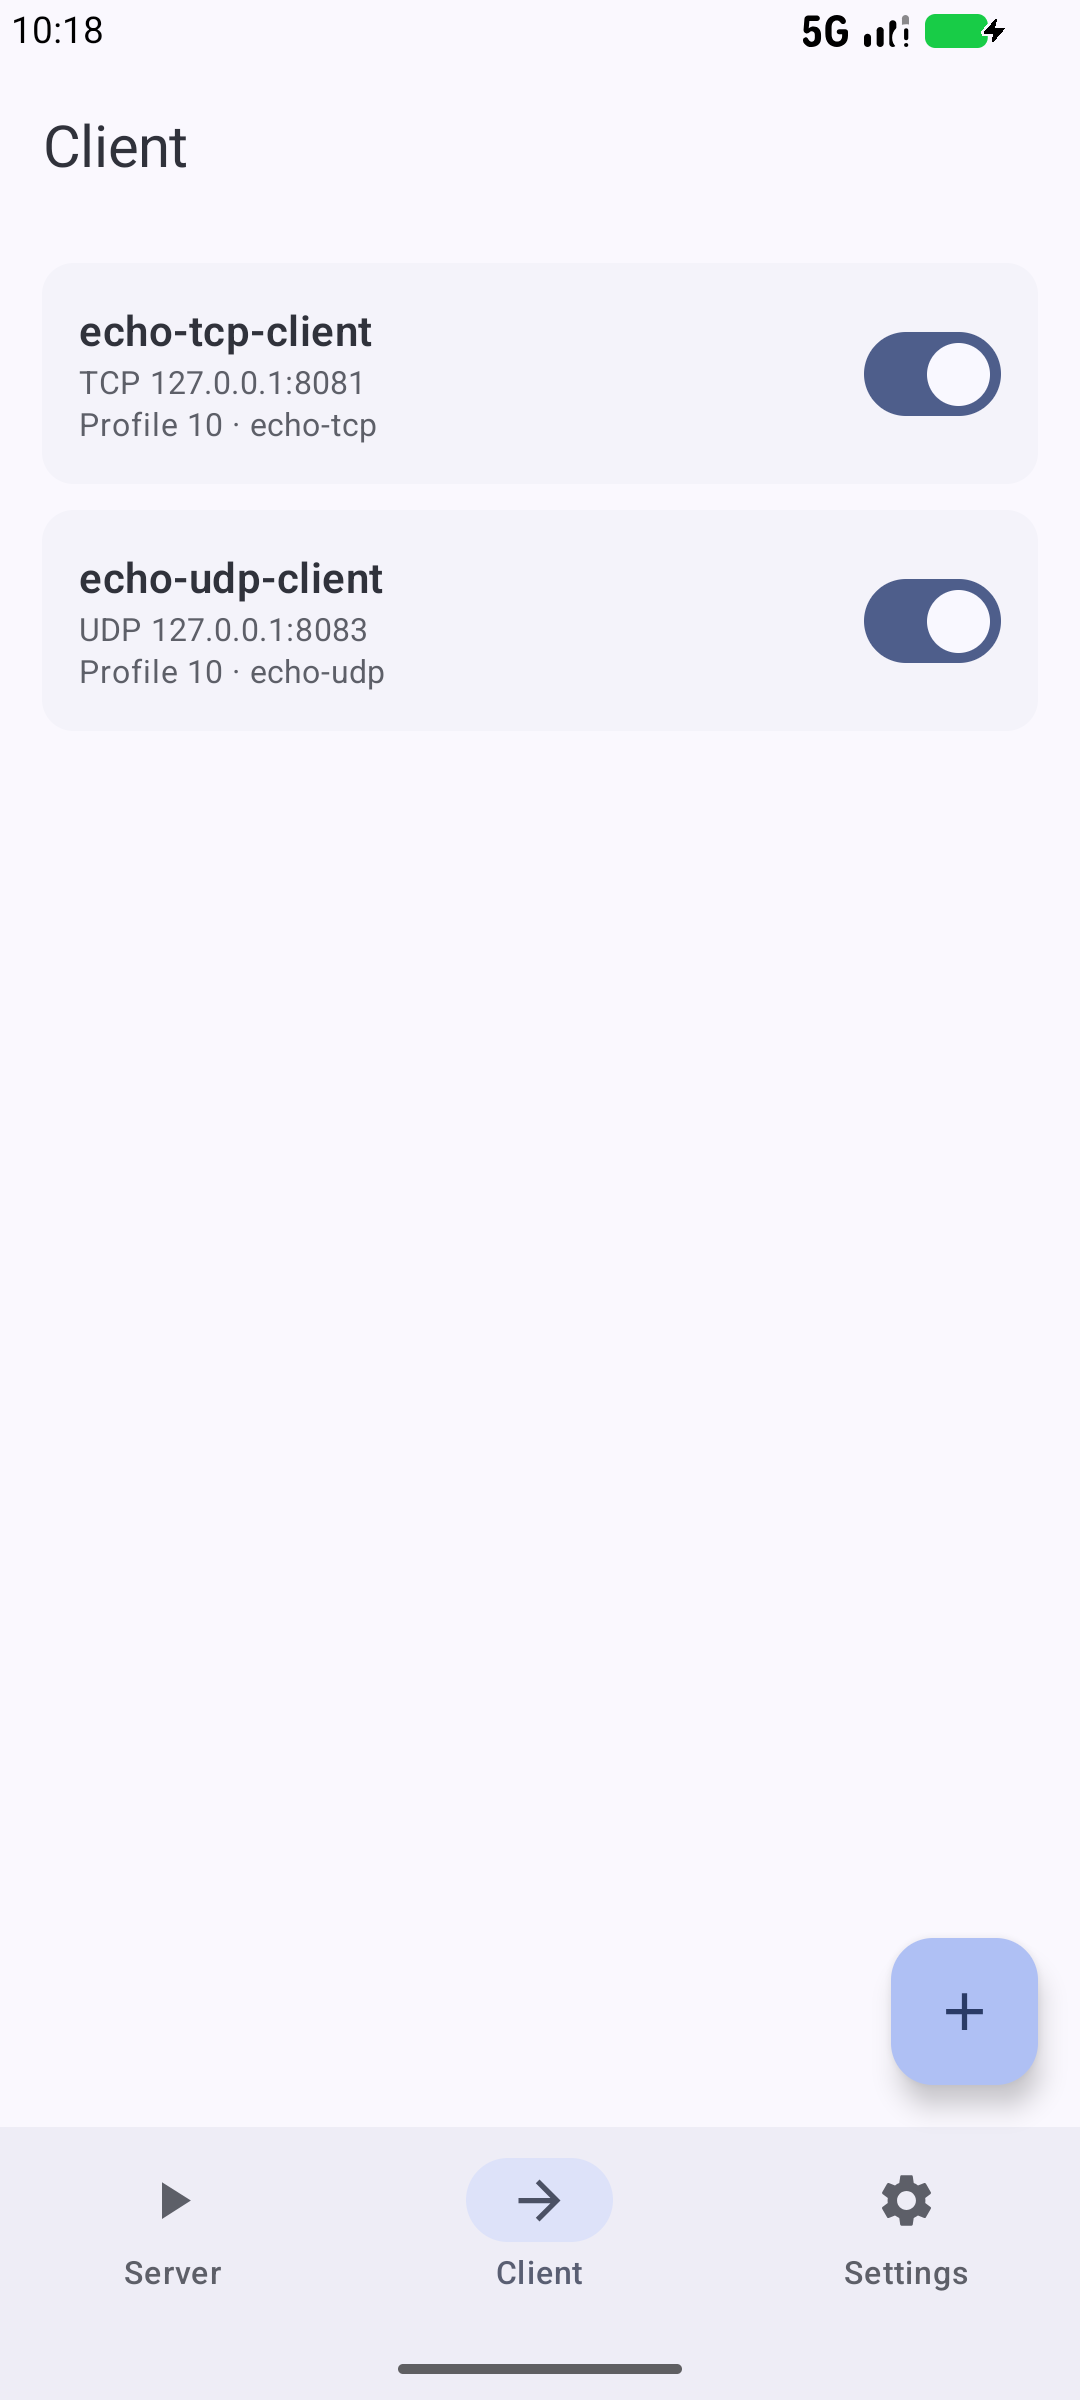 10:18
5G
Client
echo-tcp-client
TCP 127.0.0.1:8081
Profile 10 · echo-tcp
echo-udp-client
UDP 127.0.0.1:8083
Profile 10 · echo-udp
Server
Client
Settings